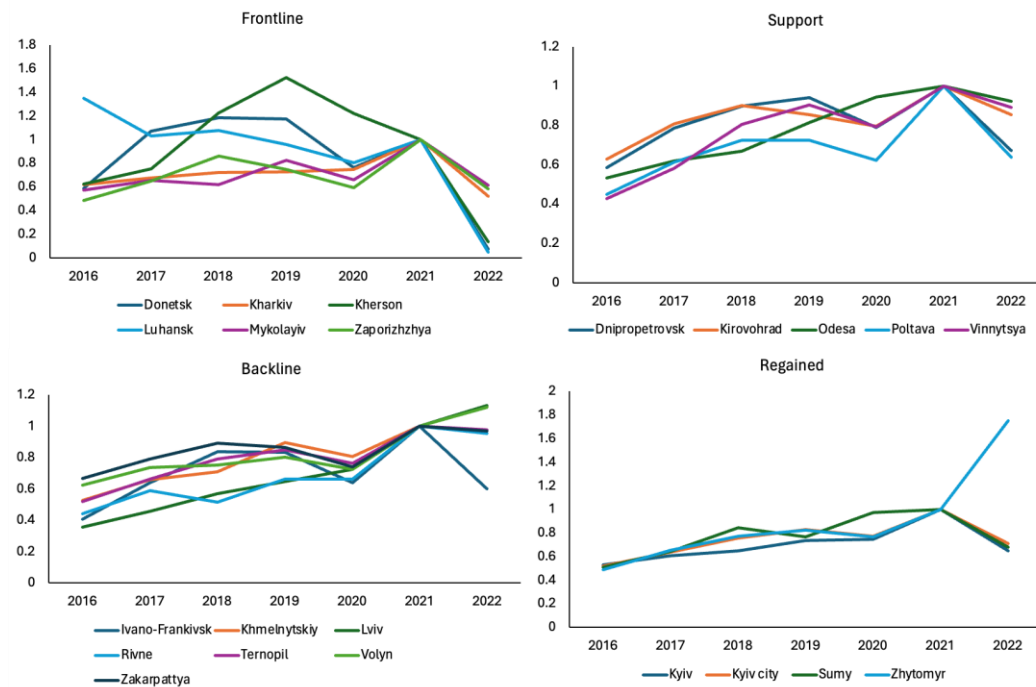 Frontline
1.8
1.6
1.4
1.2
1
0.8
0.6
0.4
0.2
0
2016 2017 2018 2019 2020 2021 2022
Donetsk Kharkiv Kherson
Luhansk Mykolayiv Zaporizhzhya
Support
1.2
1
0.8
0.6
0.4
0.2
0
2016 2017 2018 2019 2020 2021 2022
Dnipropetrovsk Kirovohrad Odesa Poltava Vinnytsya
Backline
1.2
1
0.8
0.6
0.4
0.2
0
2016 2017 2018 2019 2020 2021 2022
Ivano-Frankivsk Khmelnytskiy Lviv
Rivne Ternopil Volyn
Zakarpattya
Regained
2
1.8
1.6
1.4
1.2
1
0.8
0.6
0.4
0.2
0
2016 2017 2018 2019 2020 2021 2022
Kyiv Kyiv city Sumy Zhytomyr